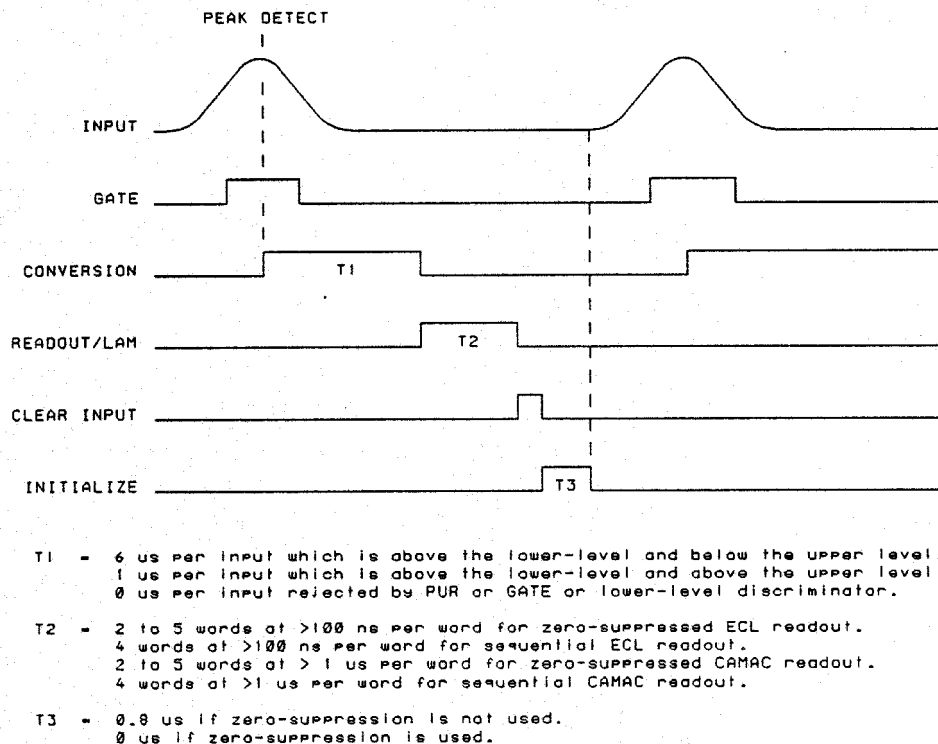 PEAK DETECT
INPUT
GATE
CONVERSION
T1
READOUT/LAM
T2
CLEAR INPUT
INITIALIZE
T3
T1 = 6 us per input which is above the lower-level and below the upper level
1 us per input which is above the lower-level and above the upper level
0 us per input rejected by PUR or GATE or lower-level discriminator.
T2 = 2 to 5 words at >100 ns per word for zero-suppressed ECL readout.
4 words at >100 ns per word for sequential ECL readout.
2 to 5 words at > 1 us per word for zero-suppressed CAMAC readout.
4 words at >1 us per word for sequential CAMAC readout.
T3 = 0.8 us if zero-suppression is not used.
0 us if zero-suppression is used.